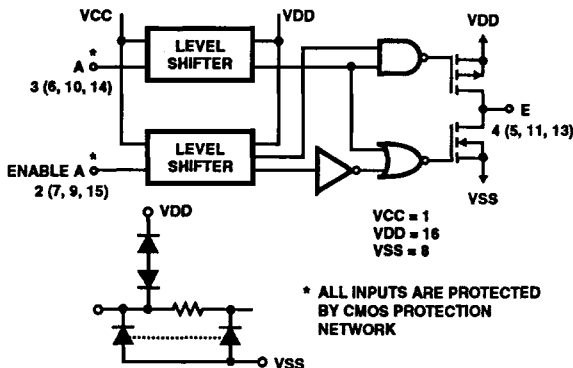 VCC
VDD
VDD
LEVEL
SHIFTER
*
A
3 (6, 10, 14)
E
4 (5, 11, 13)
LEVEL
SHIFTER
*
ENABLE A
2 (7, 9, 15)
VSS
VDD
VCC = 1
VDD = 16
VSS = 8
* ALL INPUTS ARE PROTECTED
BY CMOS PROTECTION
NETWORK
VSS